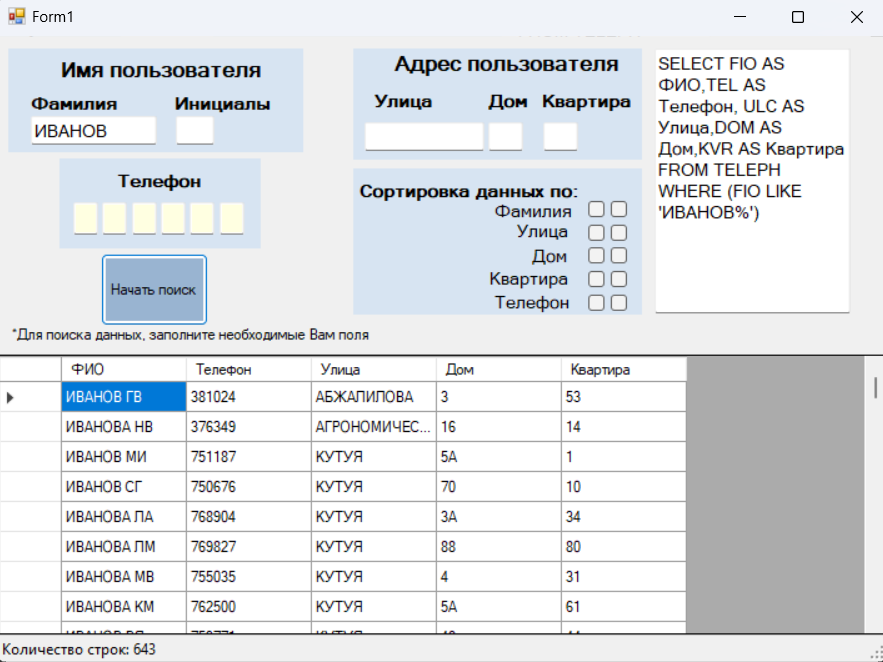 Form1
Имя пользователя
Фамилия Инициалы
ИВАНОВ
Телефон
Начать поиск
*Для поиска данных, заполните необходимые Вам поля
Адрес пользователя
Улица Дом Квартира
Сортировка данных по:
Фамилия
Улица
Дом
Квартира
Телефон
SELECT FIO AS
ФИО,TEL AS
Телефон, ULC AS
Улица,DOM AS
Дом,KVR AS Квартира
FROM TELEPH
WHERE (FIO LIKE
'ИВАНОВ%')
ФИО Телефон Улица Дом Квартира
ИВАНОВ ГВ 381024 АБЖАЛИЛОВА 3 53
ИВАНОВА НВ 376349 АГРОНОМИЧЕС... 16 14
ИВАНОВ МИ 751187 КУТУЯ 5А 1
ИВАНОВ СГ 750676 КУТУЯ 70 10
ИВАНОВА ЛА 768904 КУТУЯ 3А 34
ИВАНОВА ЛМ 769827 КУТУЯ 88 80
ИВАНОВА МВ 755035 КУТУЯ 4 31
ИВАНОВА КМ 762500 КУТУЯ 5А 61
Количество строк: 643